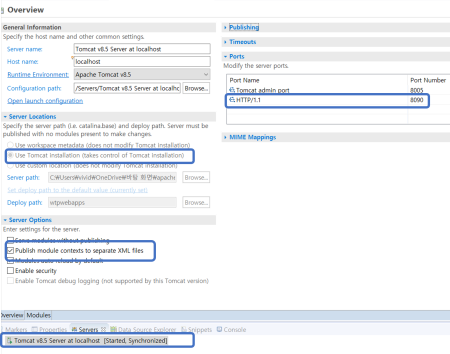 Overview
General Information
Specify the host name and other common settings.
Server name:
Tomcat v8.5 Server at localhost
Host name:
localhost
Runtime Environment:
Apache Tomcat v8.5
Configuration path:
/Servers/Tomcat v8.5 Server at localhc
Browse...
Open launch configuration
Server Locations
Specify the server path (i.e. catalina.base) and deploy path. Server must be
published with no modules present to make changes.
Use workspace metadata (does not modify Tomcat installation)
Use Tomcat installation (takes control of Tomcat installation)
Use custom location (does not modify Tomcat installation)
Server path:
C:₩Users₩vivid₩OneDrive₩바탕 화면₩apache
Browse...
Set deploy path to the default value (currently set)
Deploy path:
wtpwebapps
Browse...
Server Options
Enter settings for the server.
Serve modules without publishing
Publish module contexts to separate XML files
Modules auto reload by default
Enable security
Enable Tomcat debug logging (not supported by this Tomcat version)
Publishing
Timeouts
Ports
Modify the server ports.
Port Name
Port Number
Tomcat admin port
8005
HTTP/1.1
8090
MIME Mappings
Overview
Modules
Markers
Properties
Servers
Data Source Explorer
Snippets
Console
Tomcat v8.5 Server at localhost [Started, Synchronized]